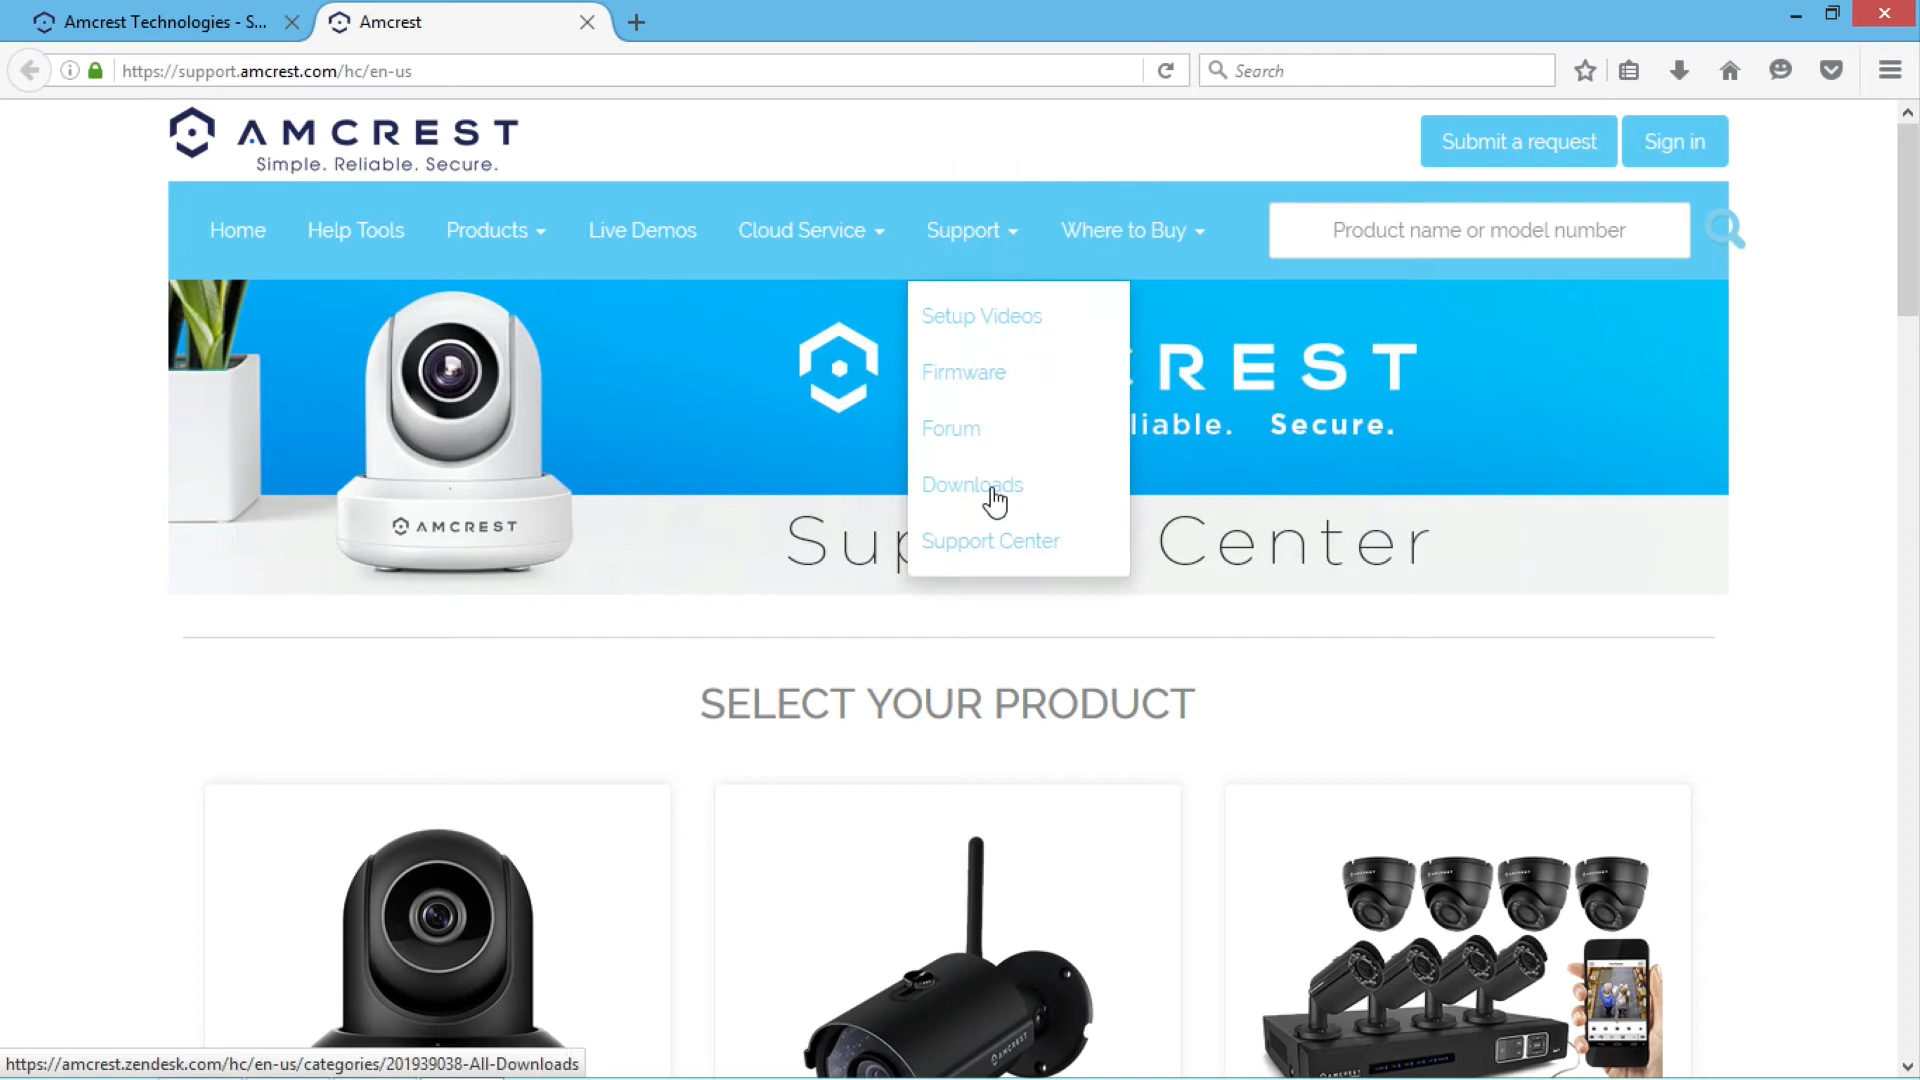 Amcrest Technologies - S...
Amcrest
https://support.amcrest.com/hc/en-us
Search
AMCREST
Simple. Reliable. Secure.
Submit a request
Sign in
Home
Help Tools
Products
Live Demos
Cloud Service
Support
Where to Buy
Product name or model number
Setup Videos
Firmware
Forum
Downloads
Support Center
REST
liable. Secure.
AMCREST
Sup Center
SELECT YOUR PRODUCT
AMCREST
AMCREST
https://amcrest.zendesk.com/hc/en-us/categories/201939038-All-Downloads